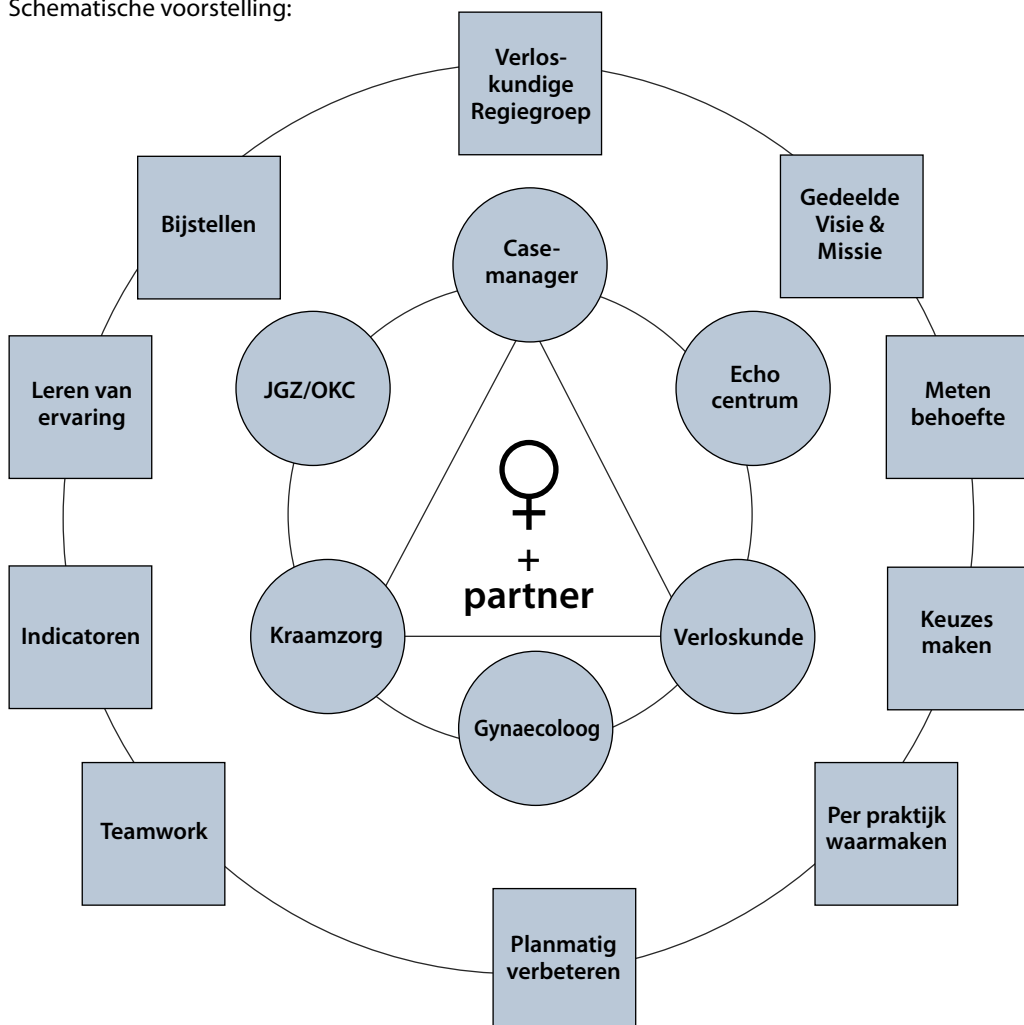 Schematische voorstelling:
Verlos-
kundige
Regiegroep
Bijstellen
Gedeelde
Visie &
Missie
Case-
manager
JGZ/OKC
Echo
centrum
Leren van
ervaring
Meten
behoefte
+
partner
Indicatoren
Kraamzorg
Verloskunde
Keuzes
maken
Gynaecoloog
Teamwork
Per praktijk
waarmaken
Planmatig
verbeteren